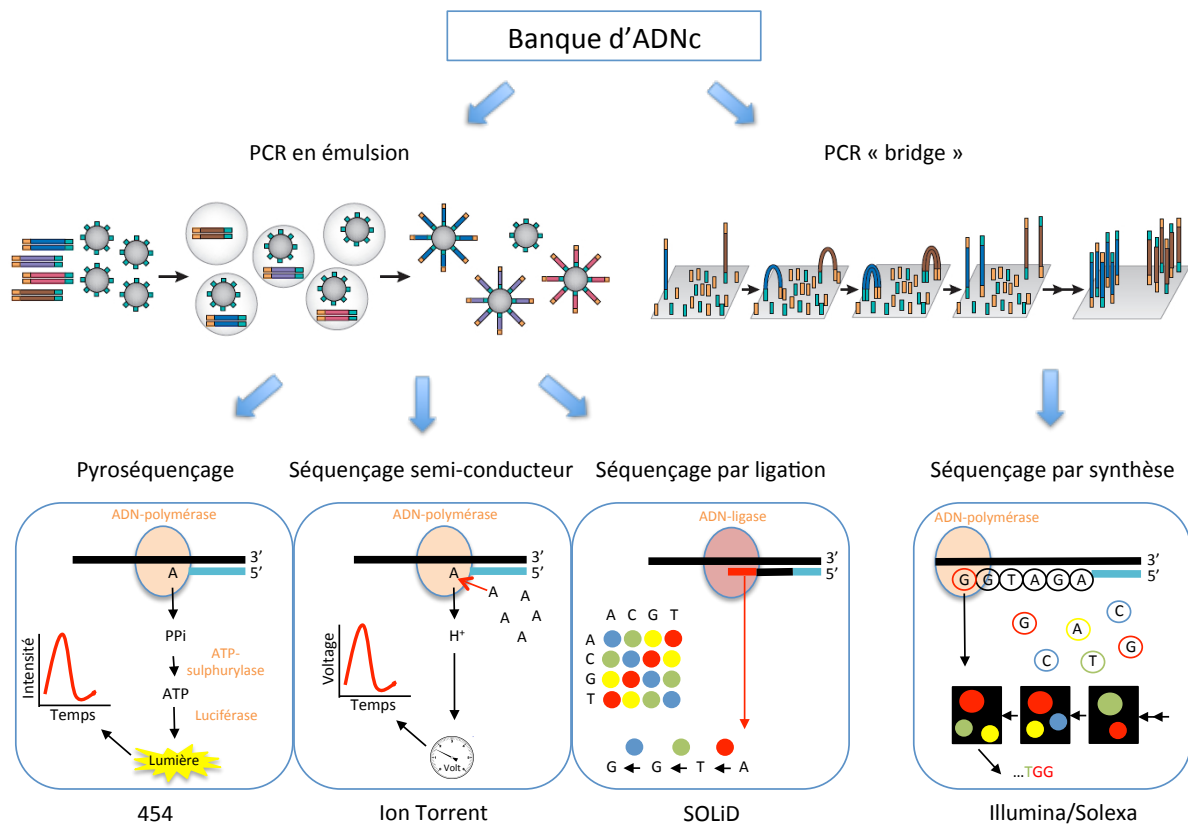 Banque d'ADNc
PCR en émulsion
PCR « bridge »
Pyroséquençage
Séquençage semi-conducteur
Séquençage par ligation
Séquençage par synthèse
ADN-polymérase
3'
5'
A
PPi
ATP-
sulphurylase
ATP
Luciférase
Lumière
Intensité
Temps
454
ADN-polymérase
3'
5'
A
A
A
A
A
A
H⁺
Voltage
Temps
Volt
Ion Torrent
ADN-ligase
3'
5'
A C G T
A
C
G
T
G G T A
SOLiD
ADN-polymérase
3'
5'
G G T A G A
C
G
A
G
C
T
...TGG
Illumina/Solexa